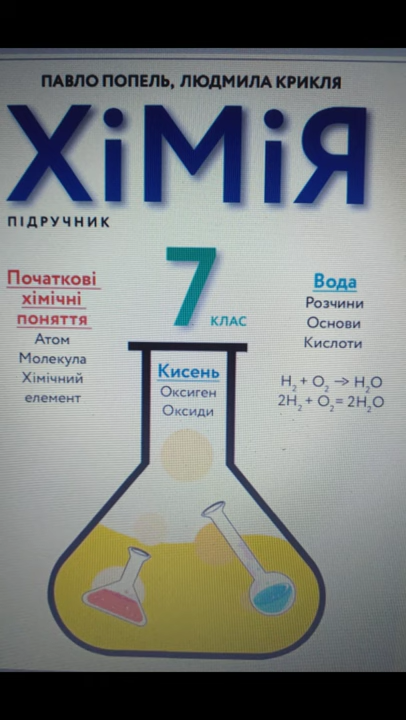 ПАВЛО ПОПЕЛЬ, ЛЮДМИЛА КРИКЛЯ
ХіМіЯ
ПІДРУЧНИК
7
КЛАС
Початкові
хімічні
поняття
Атом
Молекула
Хімічний
елемент
Кисень
Оксиген
Оксиди
Вода
Розчини
Основи
Кислоти
H₂ + O₂ → H₂O
2H₂ + O₂ = 2H₂O